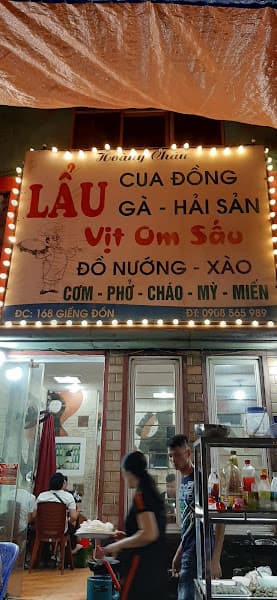 Hoàng Châu
LẨU CUA ĐỒNG
GÀ - HẢI SẢN
Vịt Om Sấu
ĐỒ NƯỚNG - XÀO
CƠM - PHỞ - CHÁO - MỲ - MIẾN
ĐC: 168 GIẾNG ĐỒN ĐT: 0908 565 989